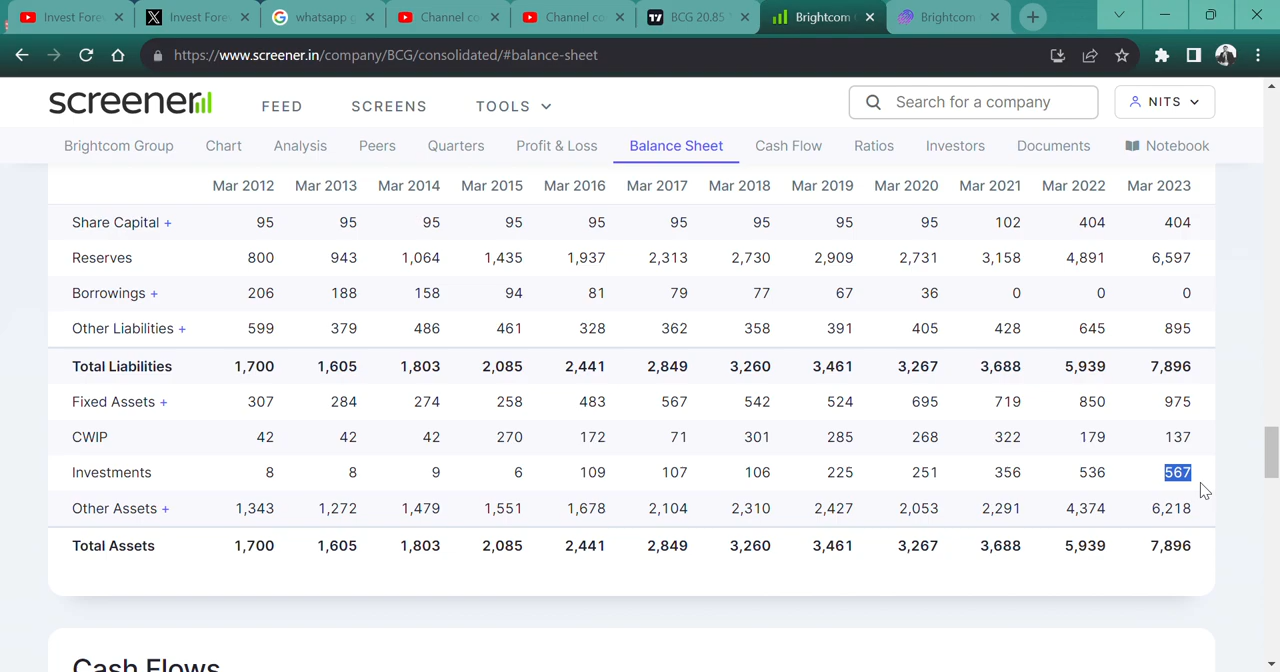 Invest Fore
Invest Fore
whatsapp g
Channel co
Channel co
BCG 20.85
Brightcom
Brightcom
https://www.screener.in/company/BCG/consolidated/#balance-sheet
screener
FEED
SCREENS
TOOLS
Search for a company
NITS
Brightcom Group
Chart
Analysis
Peers
Quarters
Profit & Loss
Balance Sheet
Cash Flow
Ratios
Investors
Documents
Notebook
Mar 2012 Mar 2013 Mar 2014 Mar 2015 Mar 2016 Mar 2017 Mar 2018 Mar 2019 Mar 2020 Mar 2021 Mar 2022 Mar 2023
Share Capital + 95 95 95 95 95 95 95 95 95 102 404 404
Reserves 800 943 1,064 1,435 1,937 2,313 2,730 2,909 2,731 3,158 4,891 6,597
Borrowings + 206 188 158 94 81 79 77 67 36 0 0 0
Other Liabilities + 599 379 486 461 328 362 358 391 405 428 645 895
Total Liabilities 1,700 1,605 1,803 2,085 2,441 2,849 3,260 3,461 3,267 3,688 5,939 7,896
Fixed Assets + 307 284 274 258 483 567 542 524 695 719 850 975
CWIP 42 42 42 270 172 71 301 285 268 322 179 137
Investments 8 8 9 6 109 107 106 225 251 356 536 567
Other Assets + 1,343 1,272 1,479 1,551 1,678 2,104 2,310 2,427 2,053 2,291 4,374 6,218
Total Assets 1,700 1,605 1,803 2,085 2,441 2,849 3,260 3,461 3,267 3,688 5,939 7,896
Cash Flows